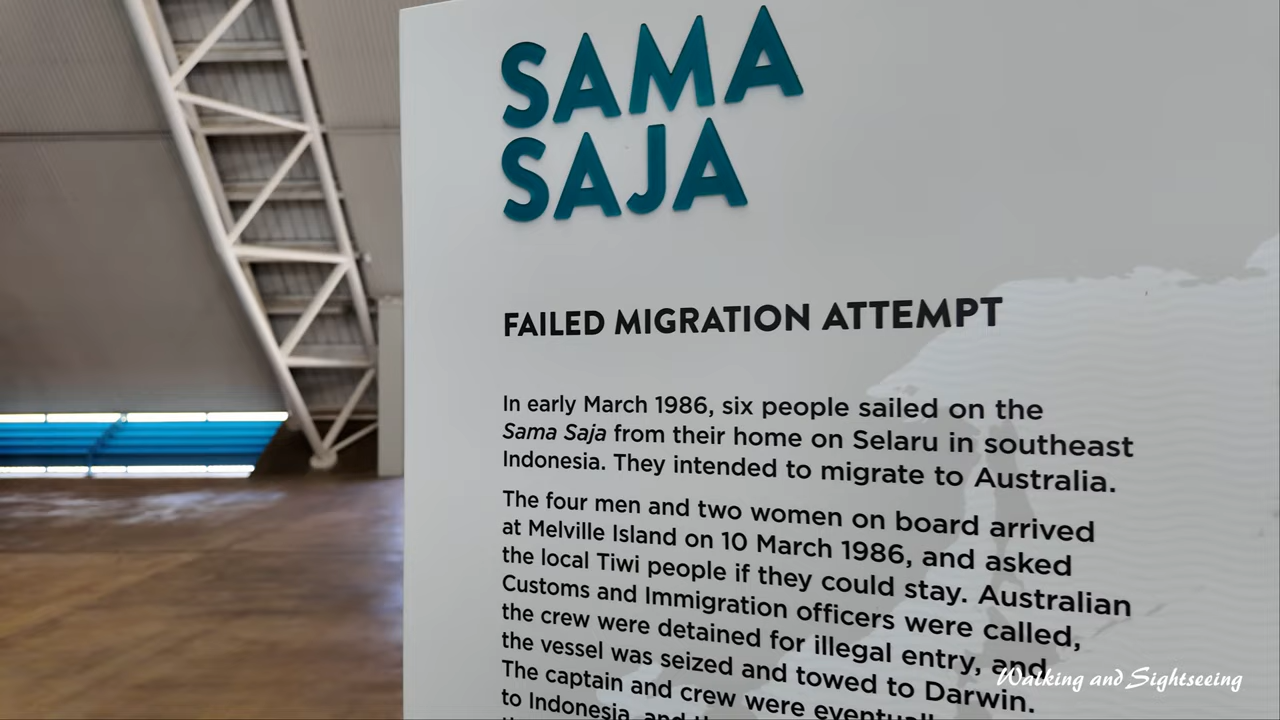 SAMA
SAJA
FAILED MIGRATION ATTEMPT
In early March 1986, six people sailed on the
Sama Saja from their home on Selaru in southeast
Indonesia. They intended to migrate to Australia.
The four men and two women on board arrived
at Melville Island on 10 March 1986, and asked
the local Tiwi people if they could stay. Australian
Customs and Immigration officers were called,
the crew were detained for illegal entry, and
the vessel was seized and towed to Darwin.
The captain and crew were eventually
to Indonesia, and
Walking and Sightseeing